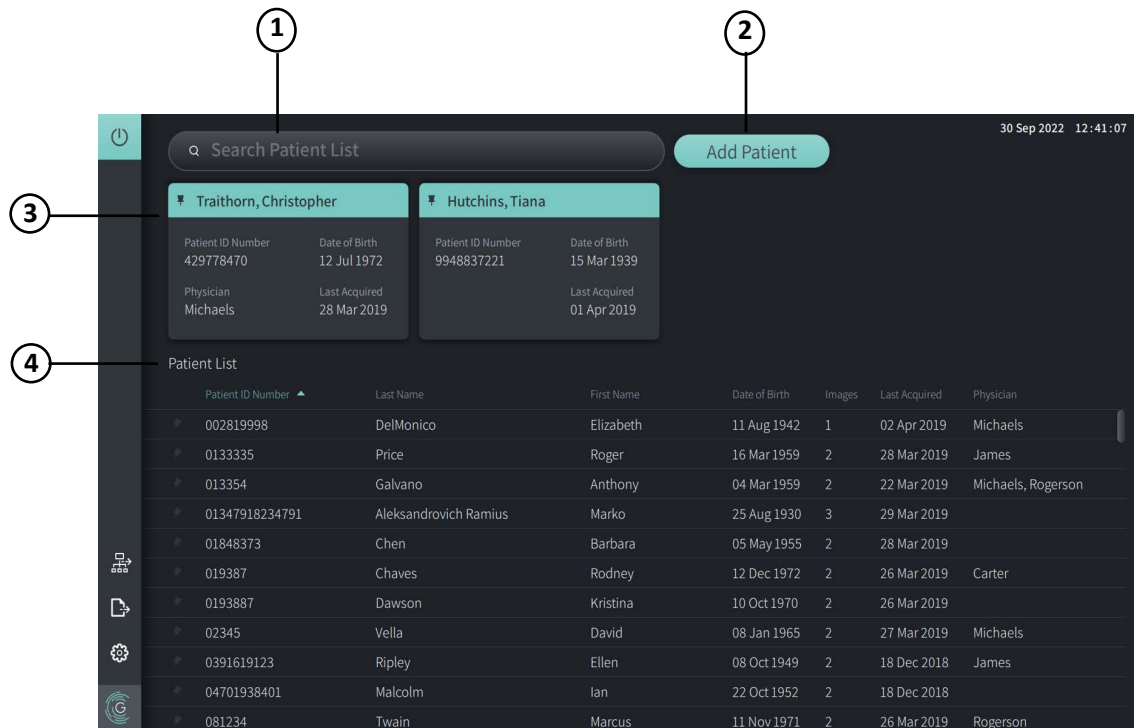 1
2
30 Sep 2022 12:41:07
Search Patient List
Add Patient
3
Traithorn, Christopher
Hutchins, Tiana
Patient ID Number Date of Birth Patient ID Number Date of Birth
429778470 12 Jul 1972 9948837221 15 Mar 1939
Physician Last Acquired Last Acquired
Michaels 28 Mar 2019 01 Apr 2019
4
Patient List
Patient ID Number Last Name First Name Date of Birth Images Last Acquired Physician
002819998 DelMonico Elizabeth 11 Aug 1942 1 02 Apr 2019 Michaels
0133335 Price Roger 16 Mar 1959 2 28 Mar 2019 James
013354 Galvano Anthony 04 Mar 1959 2 22 Mar 2019 Michaels, Rogerson
01347918234791 Aleksandrovich Ramius Marko 25 Aug 1930 3 29 Mar 2019
01848373 Chen Barbara 05 May 1955 2 28 Mar 2019
019387 Chaves Rodney 12 Dec 1972 2 26 Mar 2019 Carter
0193887 Dawson Kristina 10 Oct 1970 2 26 Mar 2019
02345 Vella David 08 Jan 1965 2 27 Mar 2019 Michaels
0391619123 Ripley Ellen 08 Oct 1949 2 18 Dec 2018 James
04701938401 Malcolm Ian 22 Oct 1952 2 18 Dec 2018
G
081234 Twain Marcus 11 Nov 1971 2 26 Mar 2019 Rogerson